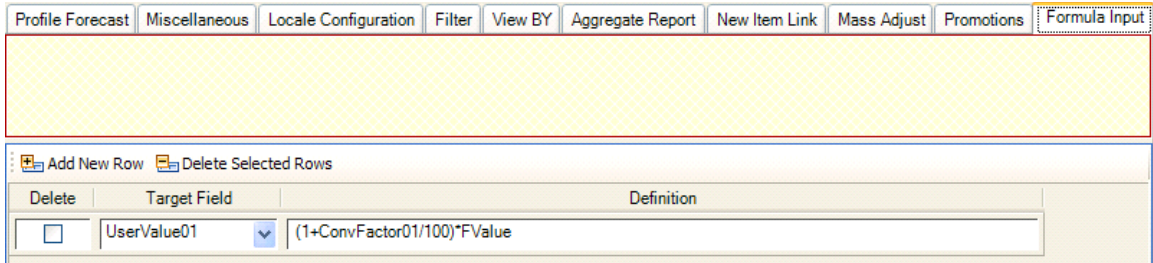 Profile Forecast Miscellaneous Locale Configuration Filter View BY Aggregate Report New Item Link Mass Adjust Promotions Formula Input
Add New Row Delete Selected Rows
Delete Target Field Definition
UserValue01 (1+ConvFactor01/100)*FValue